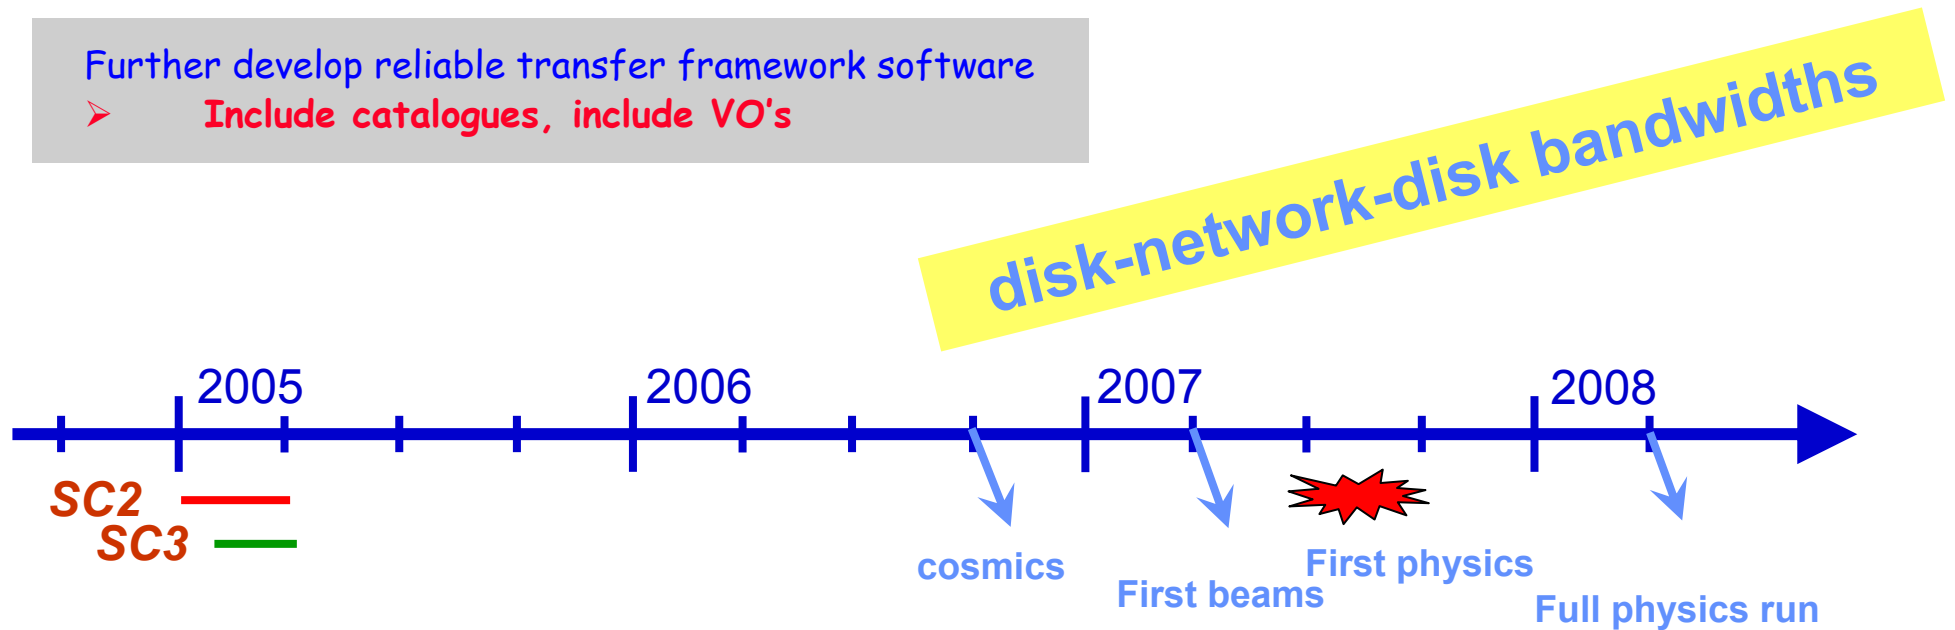 Further develop reliable transfer framework software
➢ Include catalogues, include VO's
disk-network-disk bandwidths
2005 2006 2007 2008
SC2
SC3
cosmics
First beams
First physics
Full physics run